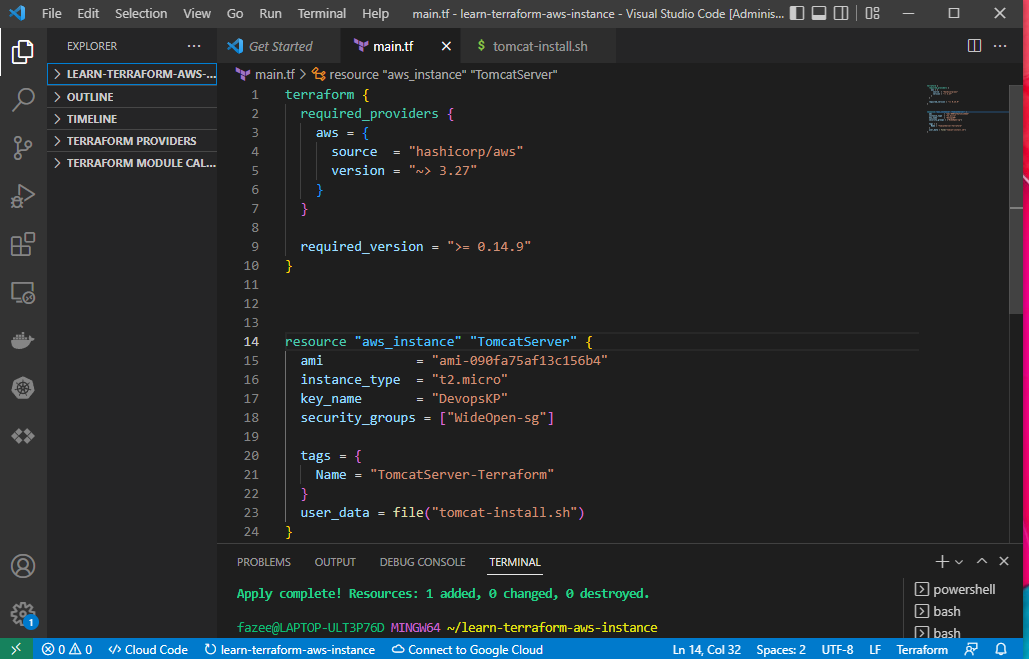 File Edit Selection View Go Run Terminal Help main.tf - learn-terraform-aws-instance - Visual Studio Code [Adminis...
EXPLORER ...
LEARN-TERRAFORM-AWS-...
OUTLINE
TIMELINE
TERRAFORM PROVIDERS
TERRAFORM MODULE CAL...
Get Started main.tf $ tomcat-install.sh
main.tf > resource "aws_instance" "TomcatServer"
1 terraform {
2 required_providers {
3 aws = {
4 source = "hashicorp/aws"
5 version = "~> 3.27"
6 }
7 }
8
9 required_version = ">= 0.14.9"
10 }
11
12
13
14 resource "aws_instance" "TomcatServer" {
15 ami = "ami-090fa75af13c156b4"
16 instance_type = "t2.micro"
17 key_name = "DevopsKP"
18 security_groups = ["WideOpen-sg"]
19
20 tags = {
21 Name = "TomcatServer-Terraform"
22 }
23 user_data = file("tomcat-install.sh")
24 }
PROBLEMS OUTPUT DEBUG CONSOLE TERMINAL
Apply complete! Resources: 1 added, 0 changed, 0 destroyed.
fazee@LAPTOP-ULT3P76D MINGW64 ~/learn-terraform-aws-instance
powershell
bash
bash
1
0 0 Cloud Code learn-terraform-aws-instance Connect to Google Cloud Ln 14, Col 32 Spaces: 2 UTF-8 LF Terraform